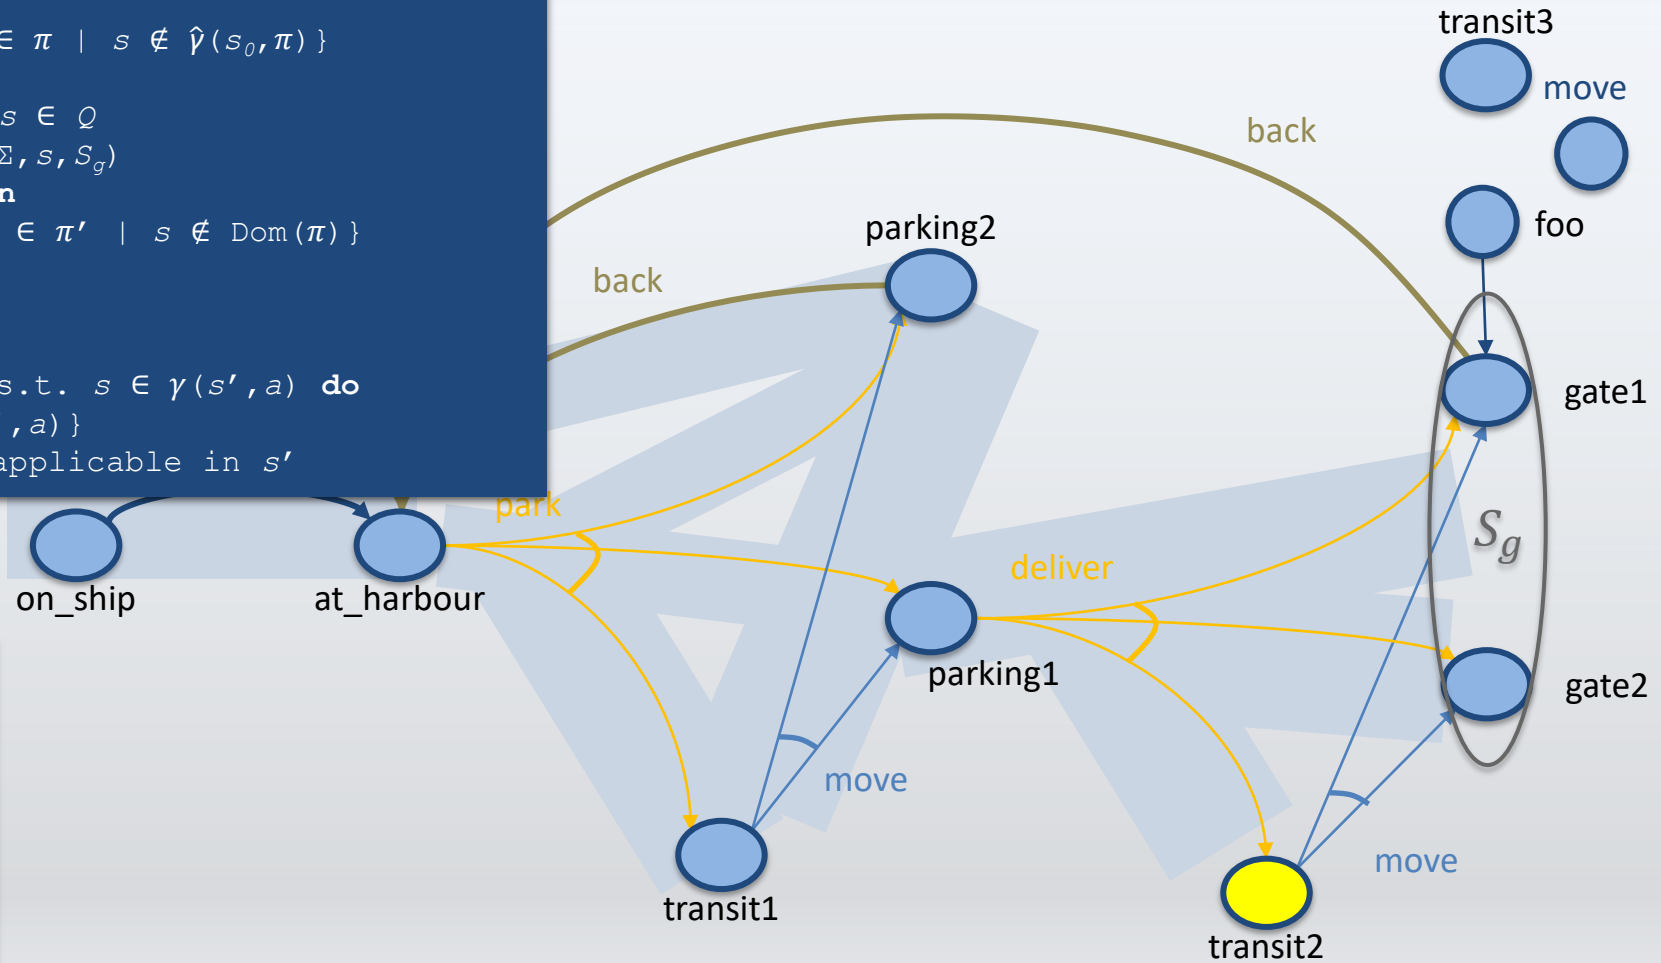 ∈ π | s ∉ γ̂(s₀,π)}
s ∈ Q
Σ,s,S_g)
n
∈ π′ | s ∉ Dom(π)}
s.t. s ∈ γ(s′,a) do
,a)}
applicable in s′
transit3
move
back
foo
parking2
back
gate1
park
S_g
deliver
on_ship
at_harbour
parking1
gate2
move
move
transit1
transit2